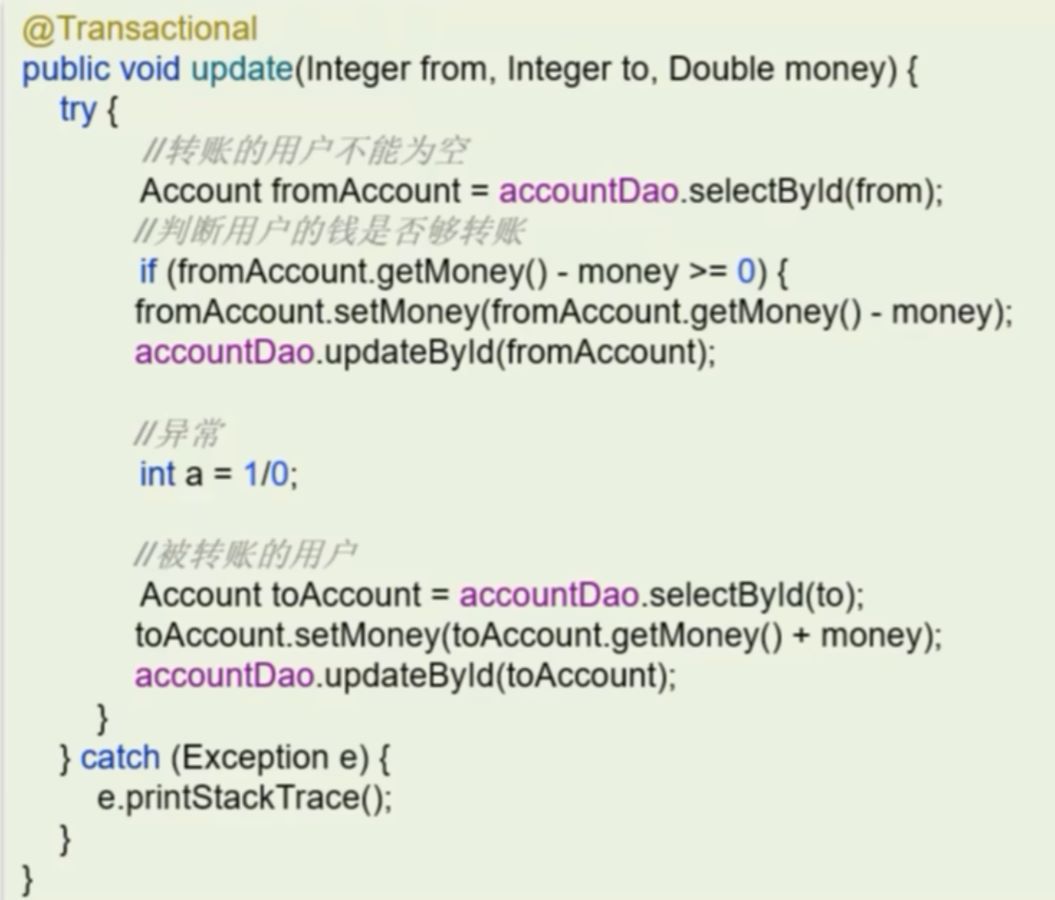 @Transactional
public void update(Integer from, Integer to, Double money) {
try {
//转账的用户不能为空
Account fromAccount = accountDao.selectById(from);
//判断用户的钱是否够转账
if (fromAccount.getMoney() - money >= 0) {
fromAccount.setMoney(fromAccount.getMoney() - money);
accountDao.updateById(fromAccount);
//异常
int a = 1/0;
//被转账的用户
Account toAccount = accountDao.selectById(to);
toAccount.setMoney(toAccount.getMoney() + money);
accountDao.updateById(toAccount);
}
} catch (Exception e) {
e.printStackTrace();
}
}